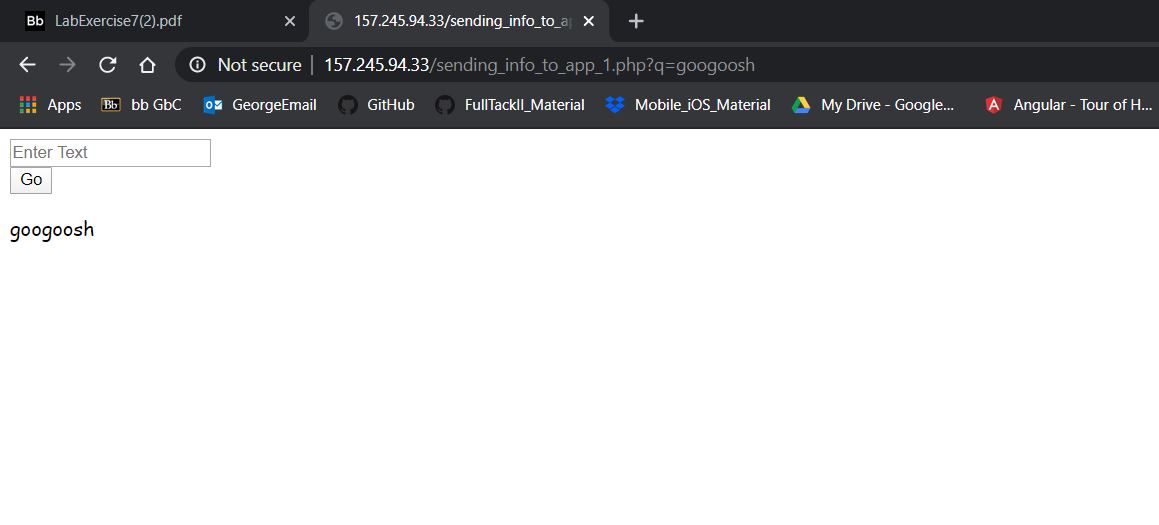 Bb LabExercise7(2).pdf 157.245.94.33/sending_info_to_ap
Not secure | 157.245.94.33/sending_info_to_app_1.php?q=googoosh
Apps Bb bb GbC GeorgeEmail GitHub FullTackII_Material Mobile_iOS_Material My Drive - Google... Angular - Tour of H...
Enter Text
Go
googoosh